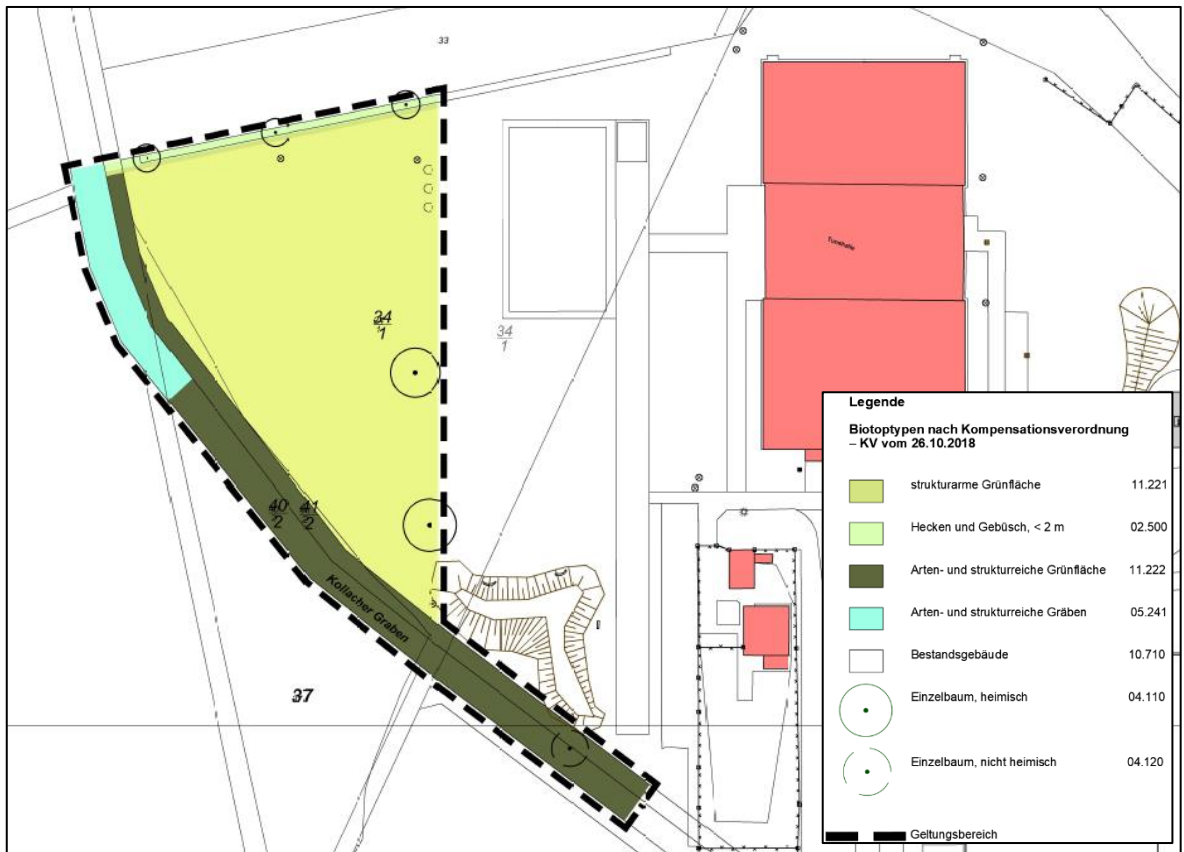 33
Turnhalle
34
1
34
1
40
2
41
2
Kollacher Graben
37
Legende
Biotoptypen nach Kompensationsverordnung
– KV vom 26.10.2018
strukturarme Grünfläche 11.221
Hecken und Gebüsch, < 2 m 02.500
Arten- und strukturreiche Grünfläche 11.222
Arten- und strukturreiche Gräben 05.241
Bestandsgebäude 10.710
Einzelbaum, heimisch 04.110
Einzelbaum, nicht heimisch 04.120
Geltungsbereich